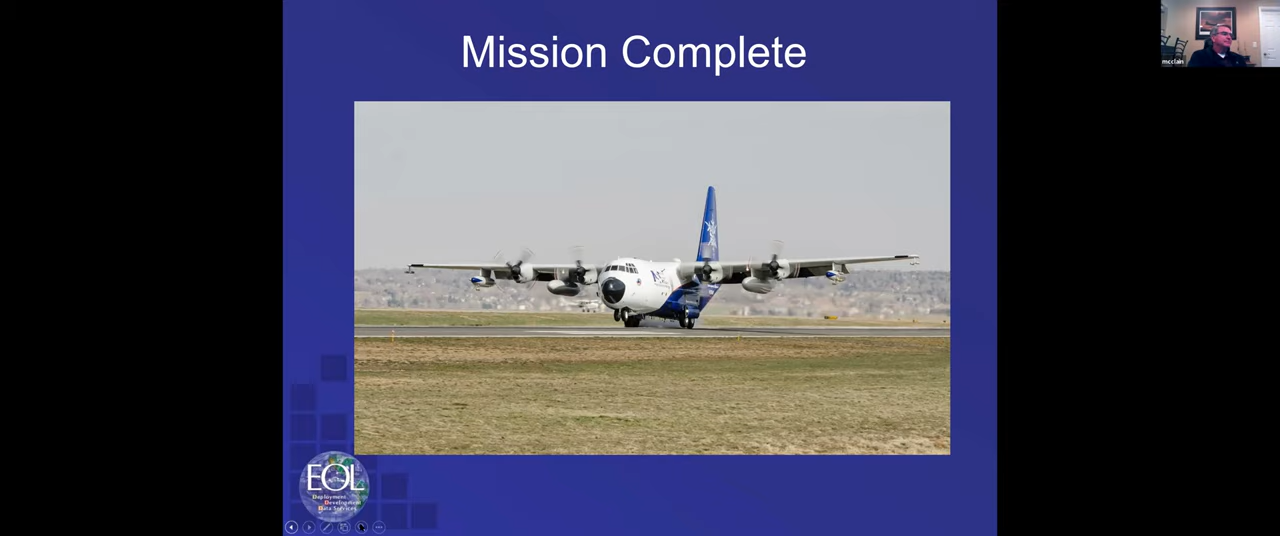 Mission Complete
mcclain
EOL
Deployment
Development
Data Services